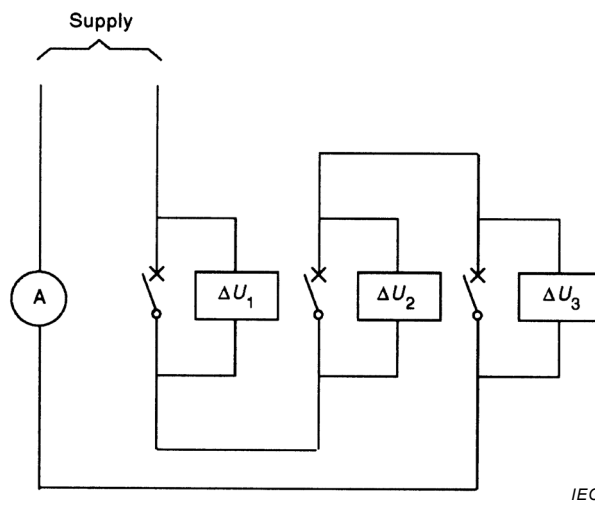 Supply
A
ΔU₁
ΔU₂
ΔU₃
IEC